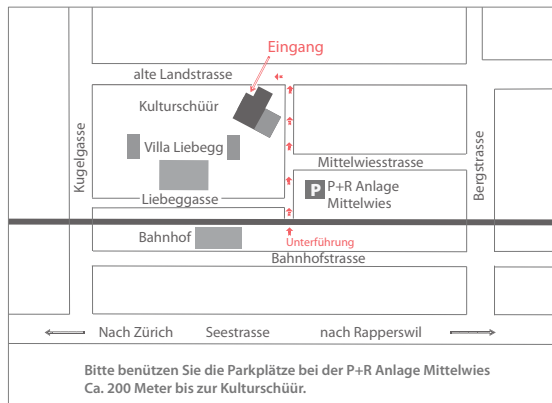 Eingang
alte Landstrasse
Kulturschüür
Kugelgasse
Villa Liebegg
Mittelwiesstrasse
Bergstrasse
P
P+R Anlage
Mittelwies
Liebeggasse
Bahnhof
Unterführung
Bahnhofstrasse
Nach Zürich Seestrasse nach Rapperswil
Bitte benützen Sie die Parkplätze bei der P+R Anlage Mittelwies
Ca. 200 Meter bis zur Kulturschüür.